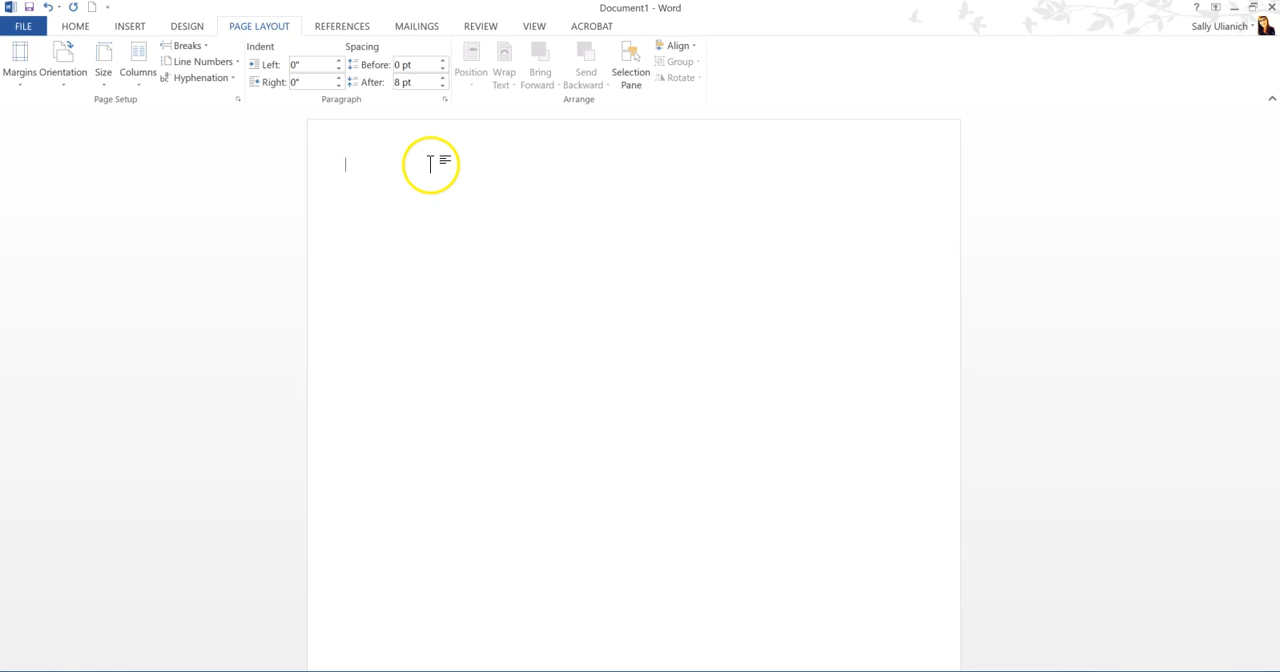 Document1 - Word
?
FILE HOME INSERT DESIGN PAGE LAYOUT REFERENCES MAILINGS REVIEW VIEW ACROBAT Sally Ulianich
Margins Orientation Size Columns
Breaks
Line Numbers
Hyphenation
Page Setup
Indent Spacing
Left: 0" Before: 0 pt
Right: 0" After: 8 pt
Paragraph
Position Wrap Text Bring Forward Send Backward Selection Pane
Align
Group
Rotate
Arrange